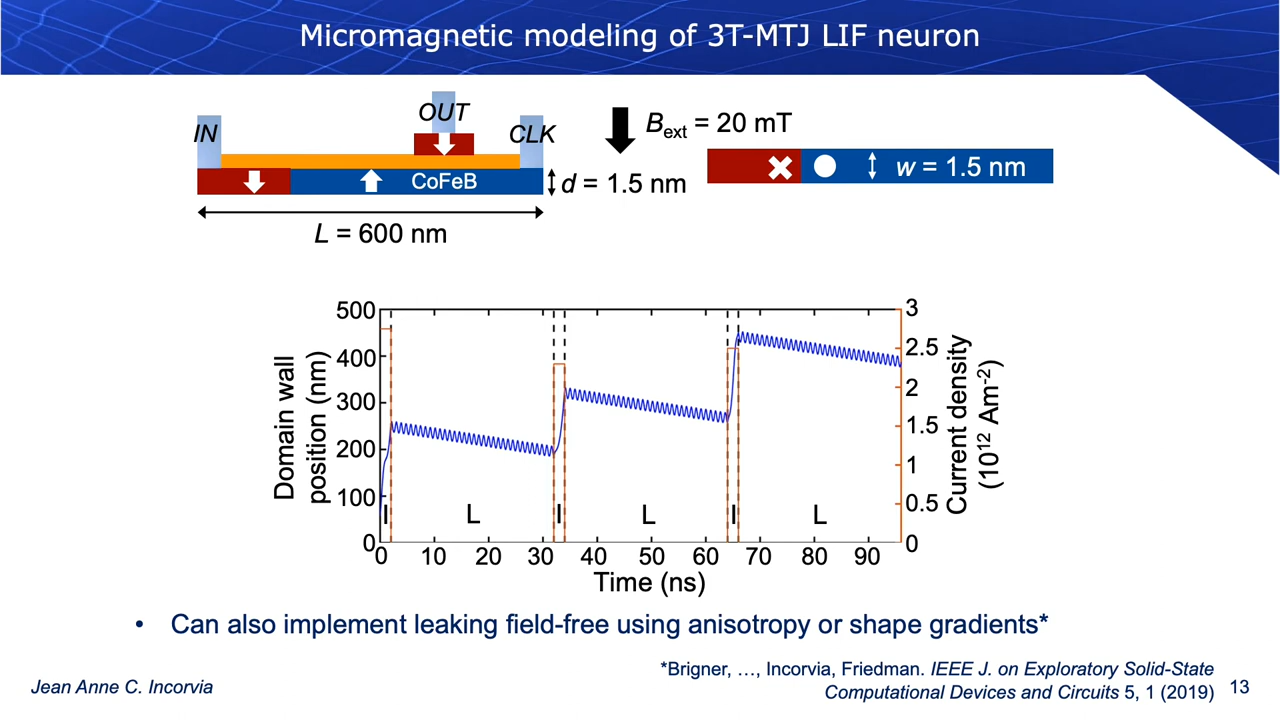 Micromagnetic modeling of 3T-MTJ LIF neuron
IN
OUT
CLK
CoFeB
d = 1.5 nm
L = 600 nm
Bext = 20 mT
w = 1.5 nm
Domain wall
position (nm)
500
400
300
200
100
0
I
L
I
L
I
L
0 10 20 30 40 50 60 70 80 90
Time (ns)
3
2.5
2
1.5
1
0.5
0
Current density
(10¹² Am⁻²)
• Can also implement leaking field-free using anisotropy or shape gradients*
*Brigner, …, Incorvia, Friedman. IEEE J. on Exploratory Solid-State
Computational Devices and Circuits 5, 1 (2019)
Jean Anne C. Incorvia
13